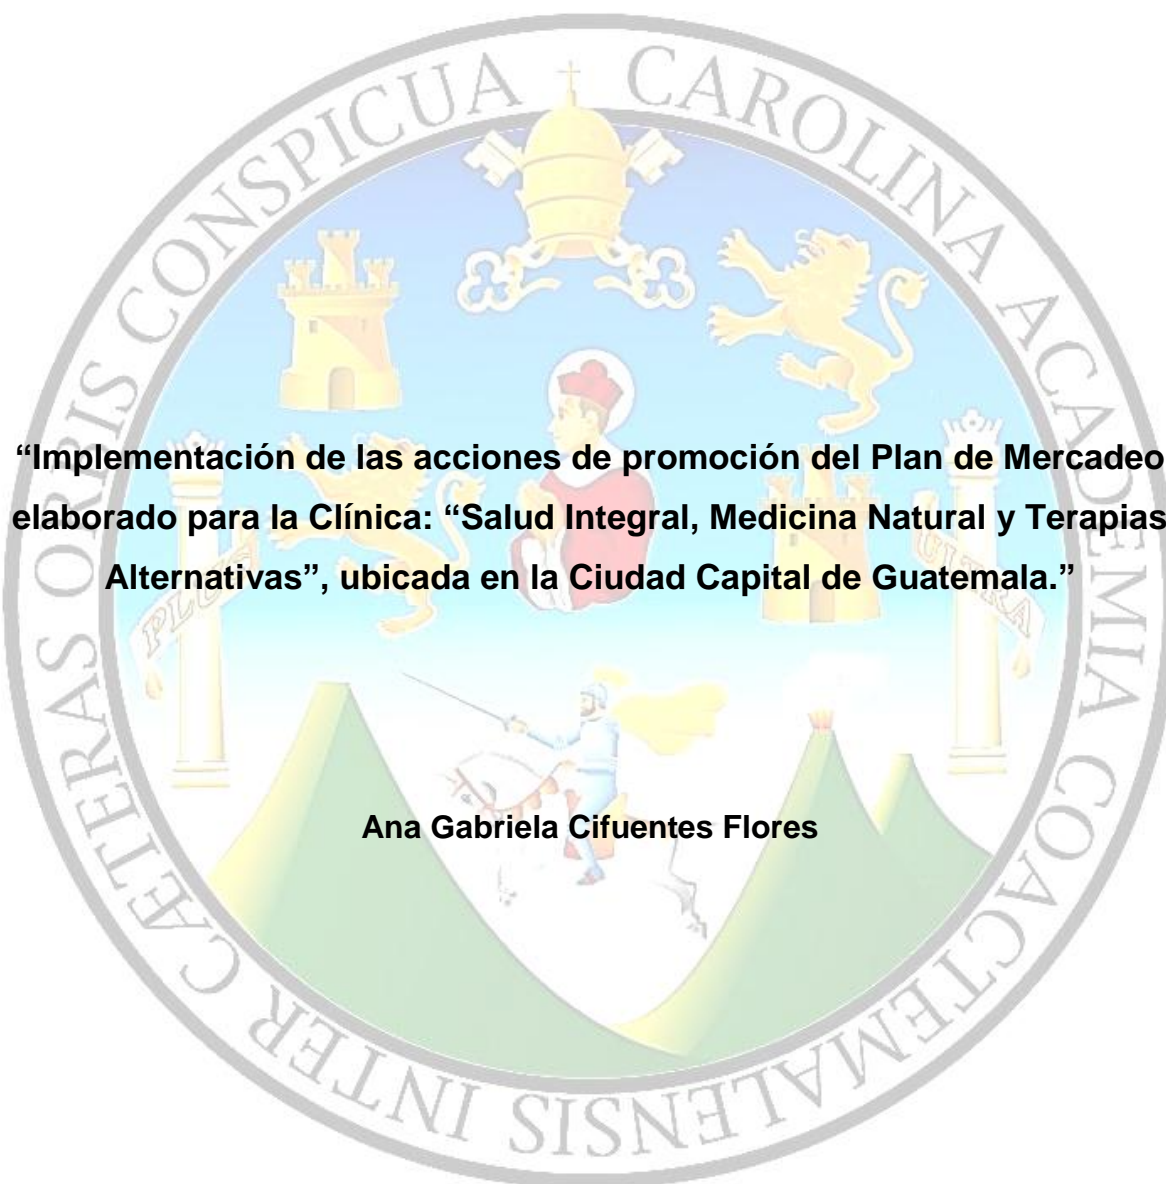 CAROLINA ACADEMIA COACTEMALENSIS INTER CÆTERAS ORBIS CONSPICUA
“Implementación de las acciones de promoción del Plan de Mercadeo
elaborado para la Clínica: “Salud Integral, Medicina Natural y Terapias
Alternativas”, ubicada en la Ciudad Capital de Guatemala.”
PLUS
ULTRA
Ana Gabriela Cifuentes Flores